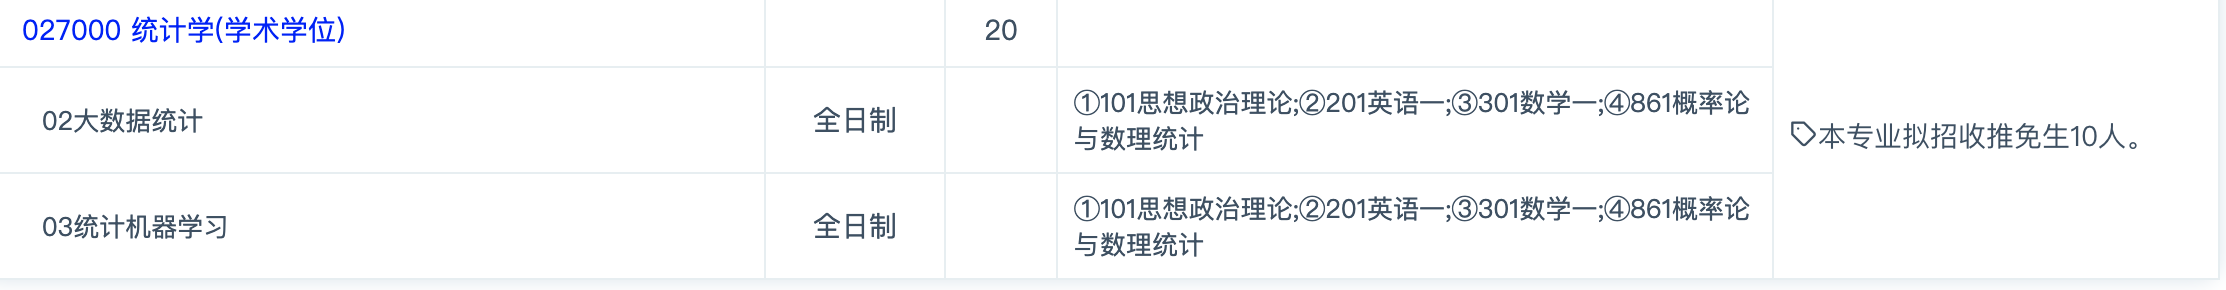 027000 统计学(学术学位)
20
02大数据统计
全日制
①101思想政治理论;②201英语一;③301数学一;④861概率论
与数理统计
本专业拟招收推免生10人。
03统计机器学习
全日制
①101思想政治理论;②201英语一;③301数学一;④861概率论
与数理统计